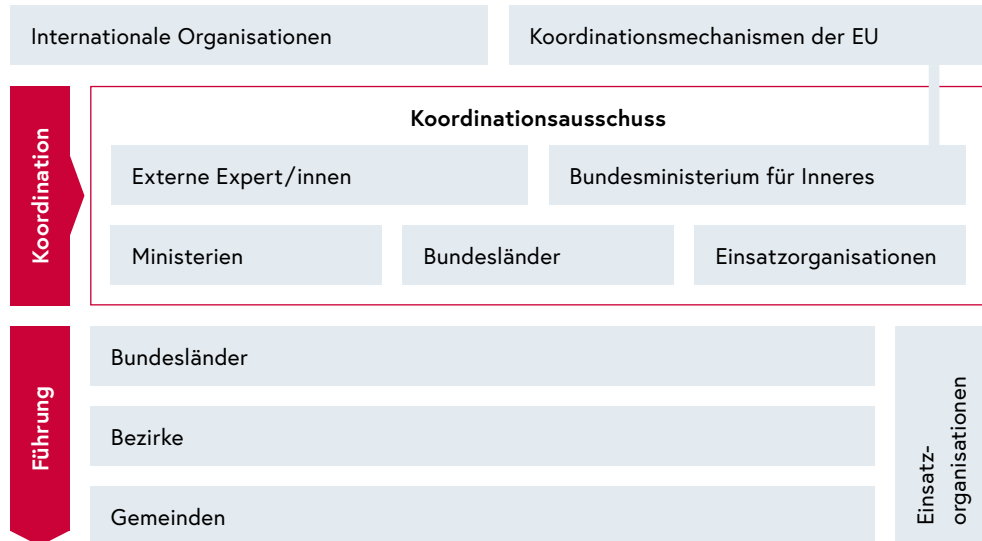 Internationale Organisationen
Koordinationsmechanismen der EU
Koordination
Koordinationsausschuss
Externe Expert/innen
Bundesministerium für Inneres
Ministerien
Bundesländer
Einsatzorganisationen
Führung
Bundesländer
Bezirke
Gemeinden
Einsatz-
organisationen